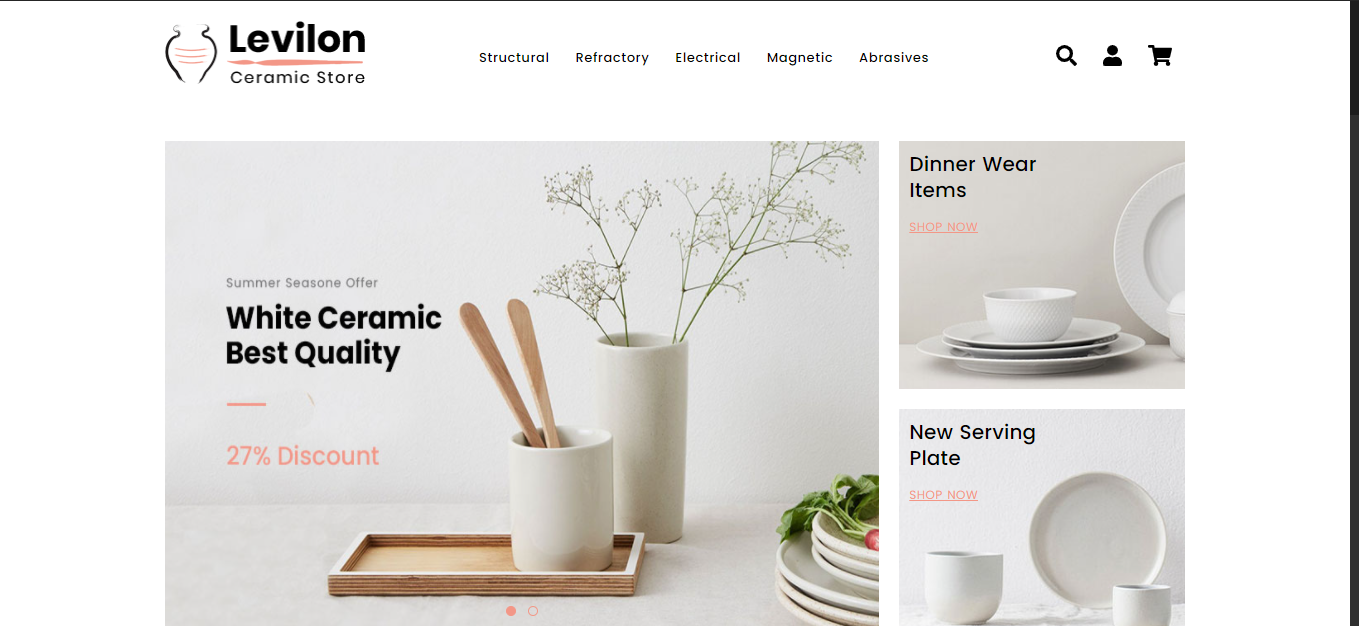 Levilon
Ceramic Store
Structural Refractory Electrical Magnetic Abrasives
Summer Seasone Offer
White Ceramic
Best Quality
27% Discount
Dinner Wear
Items
SHOP NOW
New Serving
Plate
SHOP NOW